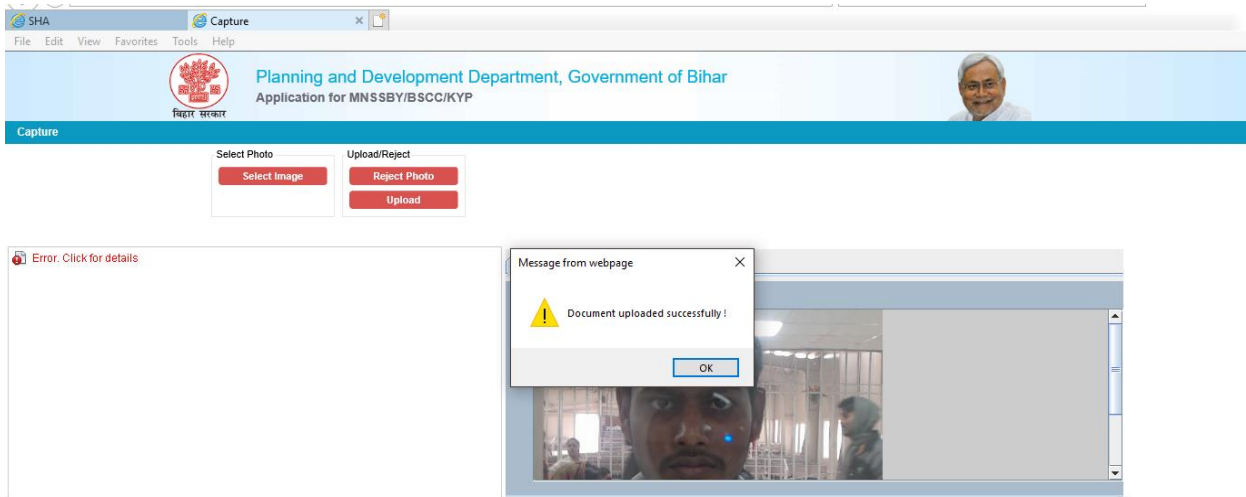 SHA
Capture
File Edit View Favorites Tools Help
Planning and Development Department, Government of Bihar
Application for MNSSBY/BSCC/KYP
बिहार सरकार
Capture
Select Photo
Upload/Reject
Select Image
Reject Photo
Upload
Error. Click for details
Message from webpage
Document uploaded successfully !
OK